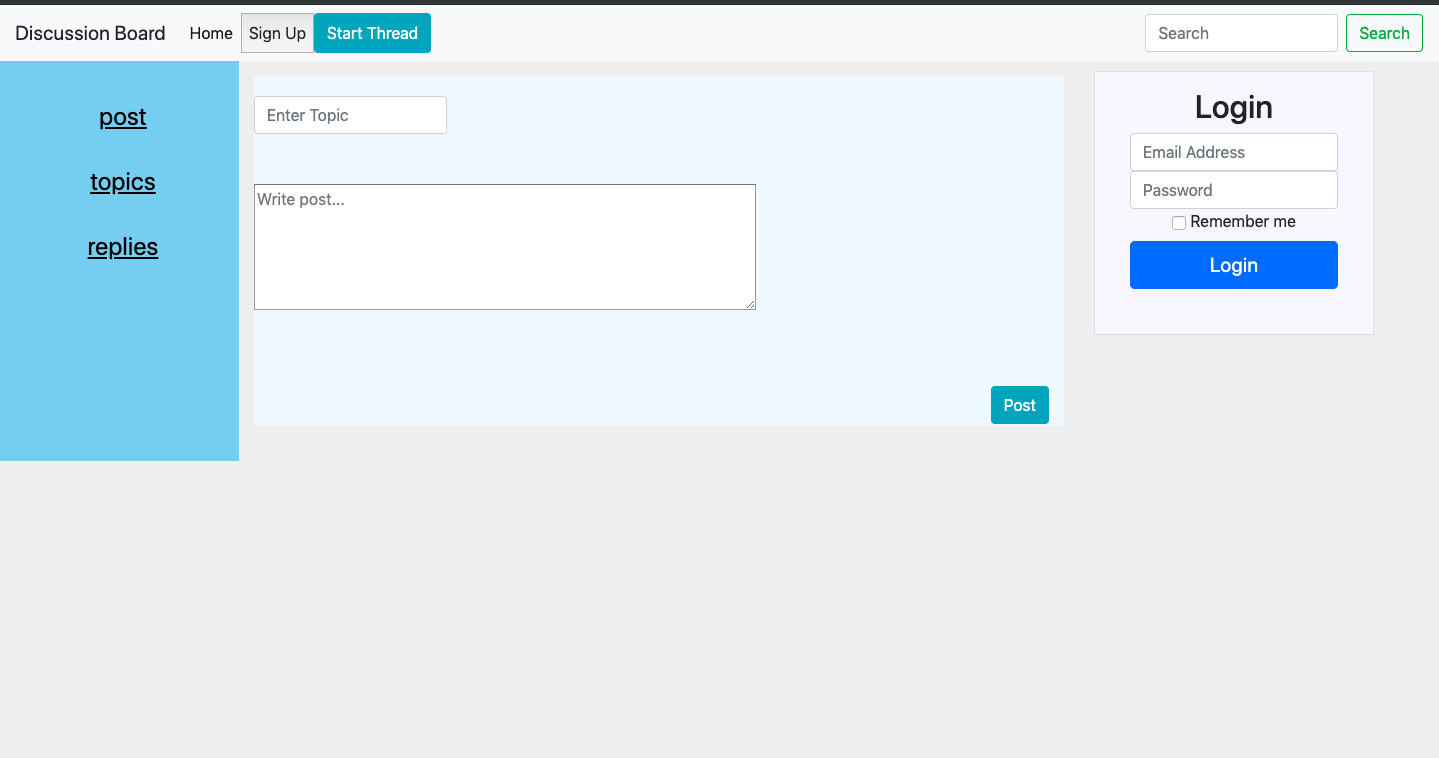 Discussion Board Home Sign Up Start Thread Search Search
post
topics
replies
Enter Topic
Write post...
Post
Login
Email Address
Password
Remember me
Login